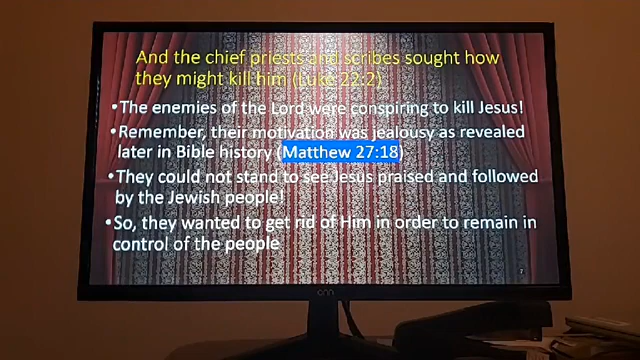 And the chief priests and scribes sought how
they might kill him (Luke 22:2)
•The enemies of the Lord were conspiring to kill Jesus!
•Remember, their motivation was jealousy as revealed
later in Bible history (Matthew 27:18)
•They could not stand to see Jesus praised and followed
by the Jewish people!
•So, they wanted to get rid of Him in order to remain in
control of the people
7
onn